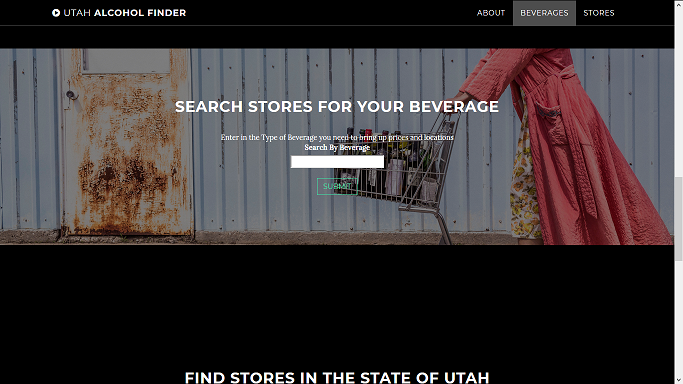 UTAH ALCOHOL FINDER
ABOUT
BEVERAGES
STORES
SEARCH STORES FOR YOUR BEVERAGE
Enter in the Type of Beverage you need to bring up prices and locations
Search By Beverage
SUBMIT
FIND STORES IN THE STATE OF UTAH